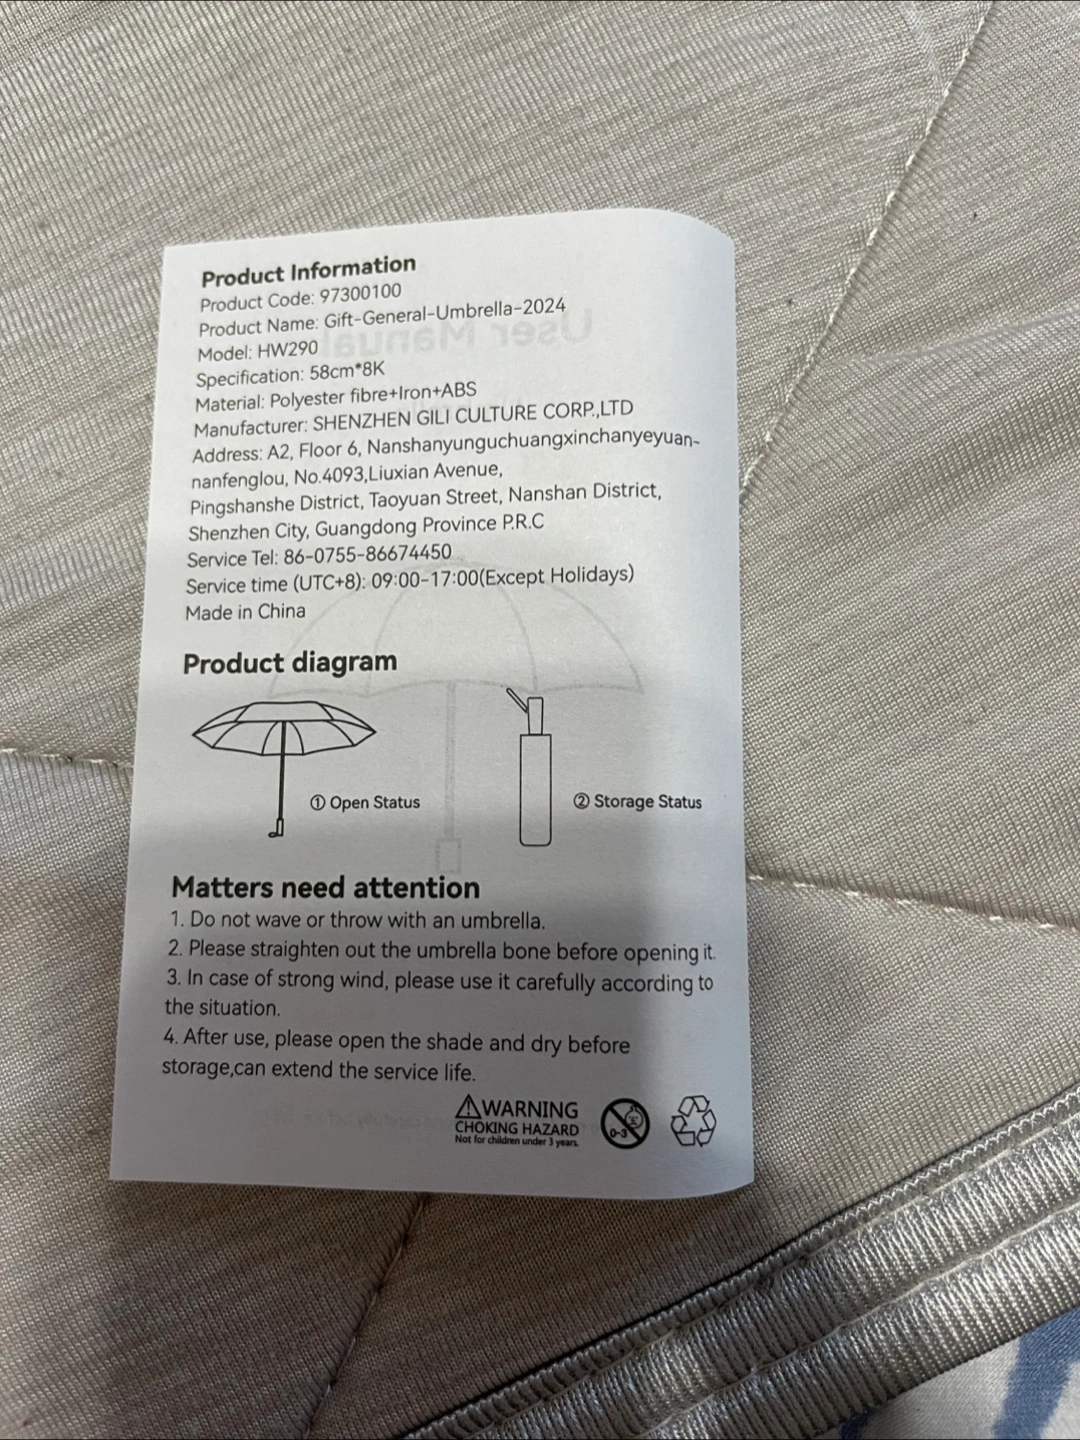 Product Information
Product Code: 97300100
Product Name: Gift-General-Umbrella-2024
Model: HW290
Specification: 58cm*8K
Material: Polyester fibre+Iron+ABS
Manufacturer: SHENZHEN GILI CULTURE CORP.,LTD
Address: A2, Floor 6, Nanshanyunguchuangxinchanyeyuan-
nanfenglou, No.4093,Liuxian Avenue,
Pingshanshe District, Taoyuan Street, Nanshan District,
Shenzhen City, Guangdong Province P.R.C
Service Tel: 86-0755-86674450
Service time (UTC+8): 09:00-17:00(Except Holidays)
Made in China
Product diagram
① Open Status
② Storage Status
Matters need attention
1. Do not wave or throw with an umbrella.
2. Please straighten out the umbrella bone before opening it.
3. In case of strong wind, please use it carefully according to
the situation.
4. After use, please open the shade and dry before
storage,can extend the service life.
⚠WARNING
CHOKING HAZARD
Not for children under 3 years.
0-3
User Manual